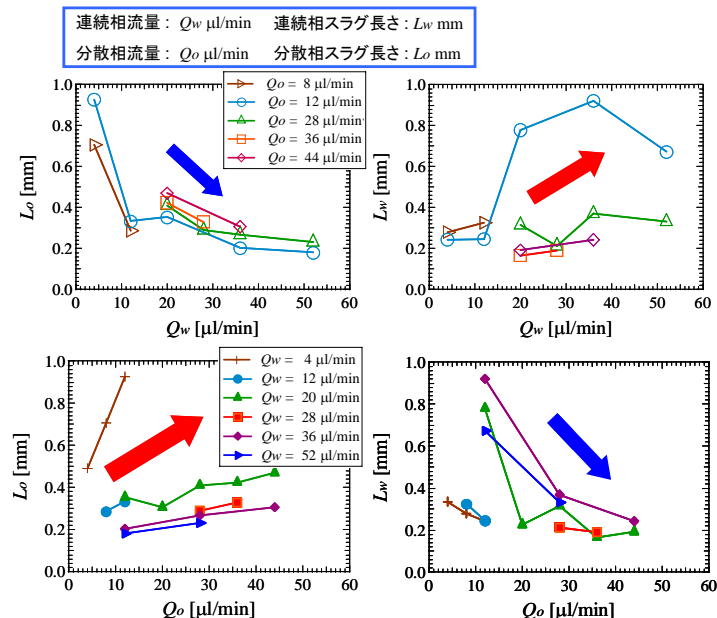 連続相流量： Qw μl/min 連続相スラグ長さ：Lw mm
分散相流量： Qo μl/min 分散相スラグ長さ：Lo mm
Qo = 8 μl/min
Qo = 12 μl/min
Qo = 28 μl/min
Qo = 36 μl/min
Qo = 44 μl/min
1.0
0.8
0.6
0.4
0.2
0.0
Lo [mm]
0 10 20 30 40 50 60
Qw [μl/min]
1.0
0.8
0.6
0.4
0.2
0.0
Lw [mm]
0 10 20 30 40 50 60
Qw [μl/min]
Qw = 4 μl/min
Qw = 12 μl/min
Qw = 20 μl/min
Qw = 28 μl/min
Qw = 36 μl/min
Qw = 52 μl/min
1.0
0.8
0.6
0.4
0.2
0.0
Lo [mm]
0 10 20 30 40 50 60
Qo [μl/min]
1.0
0.8
0.6
0.4
0.2
0.0
Lw [mm]
0 10 20 30 40 50 60
Qo [μl/min]